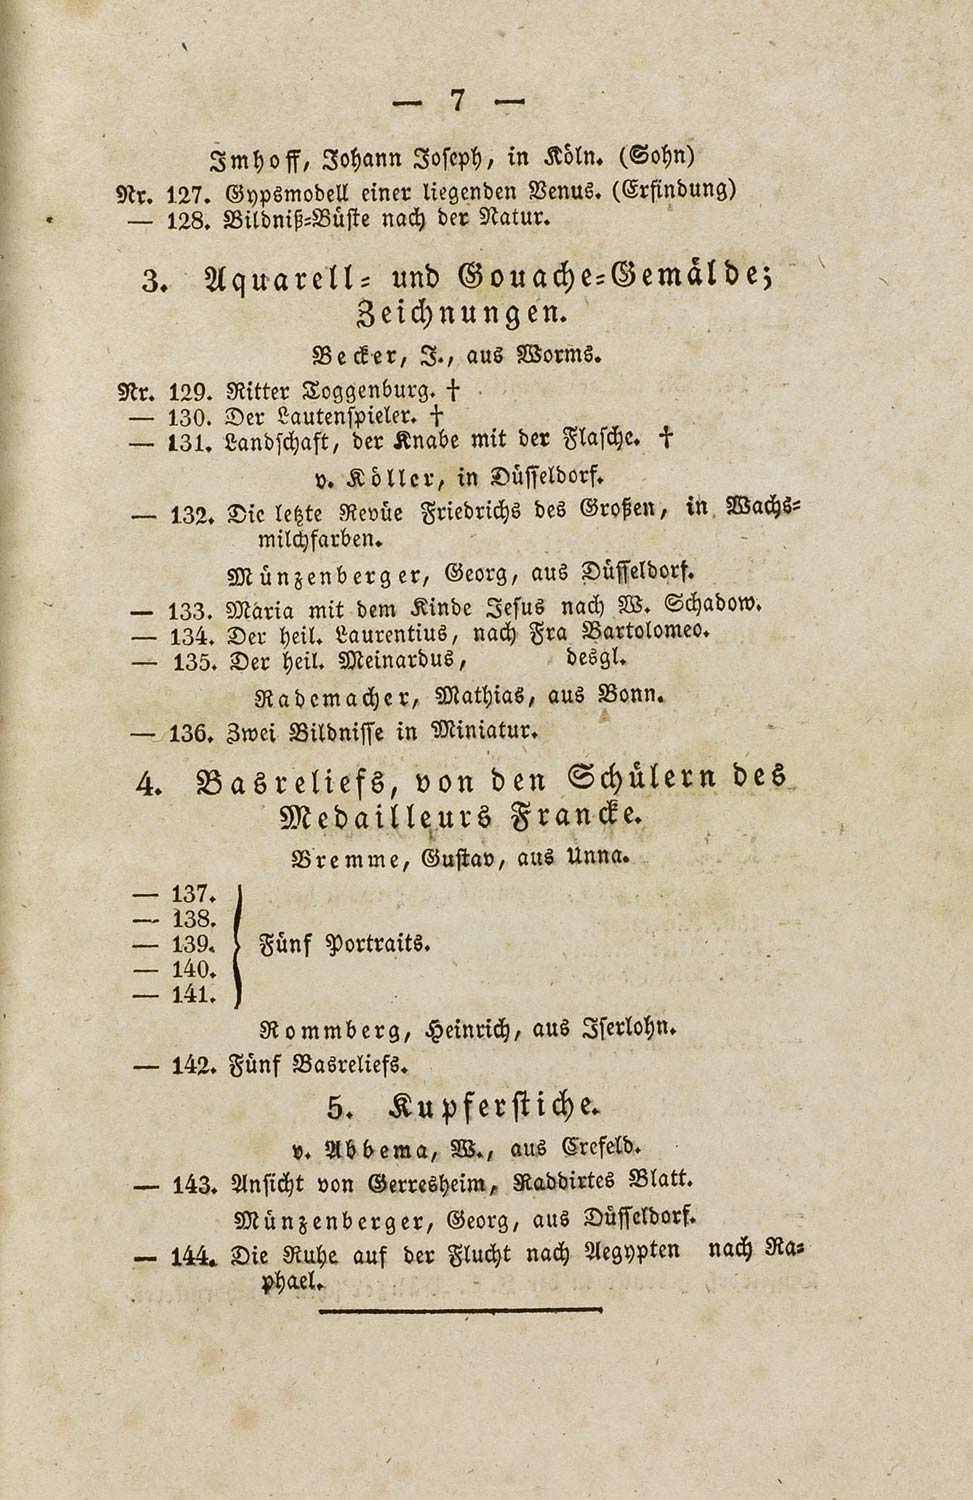 — 7 —
Imhoff, Johann Joseph, in Köln. (Sohn)
Nr. 127. Gypsmodell einer liegenden Venus. (Erfindung)
— 128. Bildniß-Büste nach der Natur.
3. Aquarell- und Gouache-Gemälde;
Zeichnungen.
Becker, J., aus Worms.
Nr. 129. Ritter Toggenburg. †
— 130. Der Lautenspieler. †
— 131. Landschaft, der Knabe mit der Flasche. †
v. Köller, in Düsseldorf.
— 132. Die letzte Revüe Friedrichs des Großen, in Wachs-
milchfarben.
Münzenberger, Georg, aus Düsseldorf.
— 133. Maria mit dem Kinde Jesus nach W. Schadow.
— 134. Der heil. Laurentius, nach Fra Bartolomeo.
— 135. Der heil. Meinardus, desgl.
Rademacher, Mathias, aus Bonn.
— 136. Zwei Bildnisse in Miniatur.
4. Basreliefs, von den Schülern des
Medailleurs Francke.
Bremme, Gustav, aus Unna.
— 137.
— 138.
— 139. Fünf Portraits.
— 140.
— 141.
Rommberg, Heinrich, aus Iserlohn.
— 142. Fünf Basreliefs.
5. Kupferstiche.
v. Abbema, W., aus Crefeld.
— 143. Ansicht von Gerresheim, Raddirtes Blatt.
Münzenberger, Georg, aus Düsseldorf.
— 144. Die Ruhe auf der Flucht nach Aegypten nach Ra-
phael.